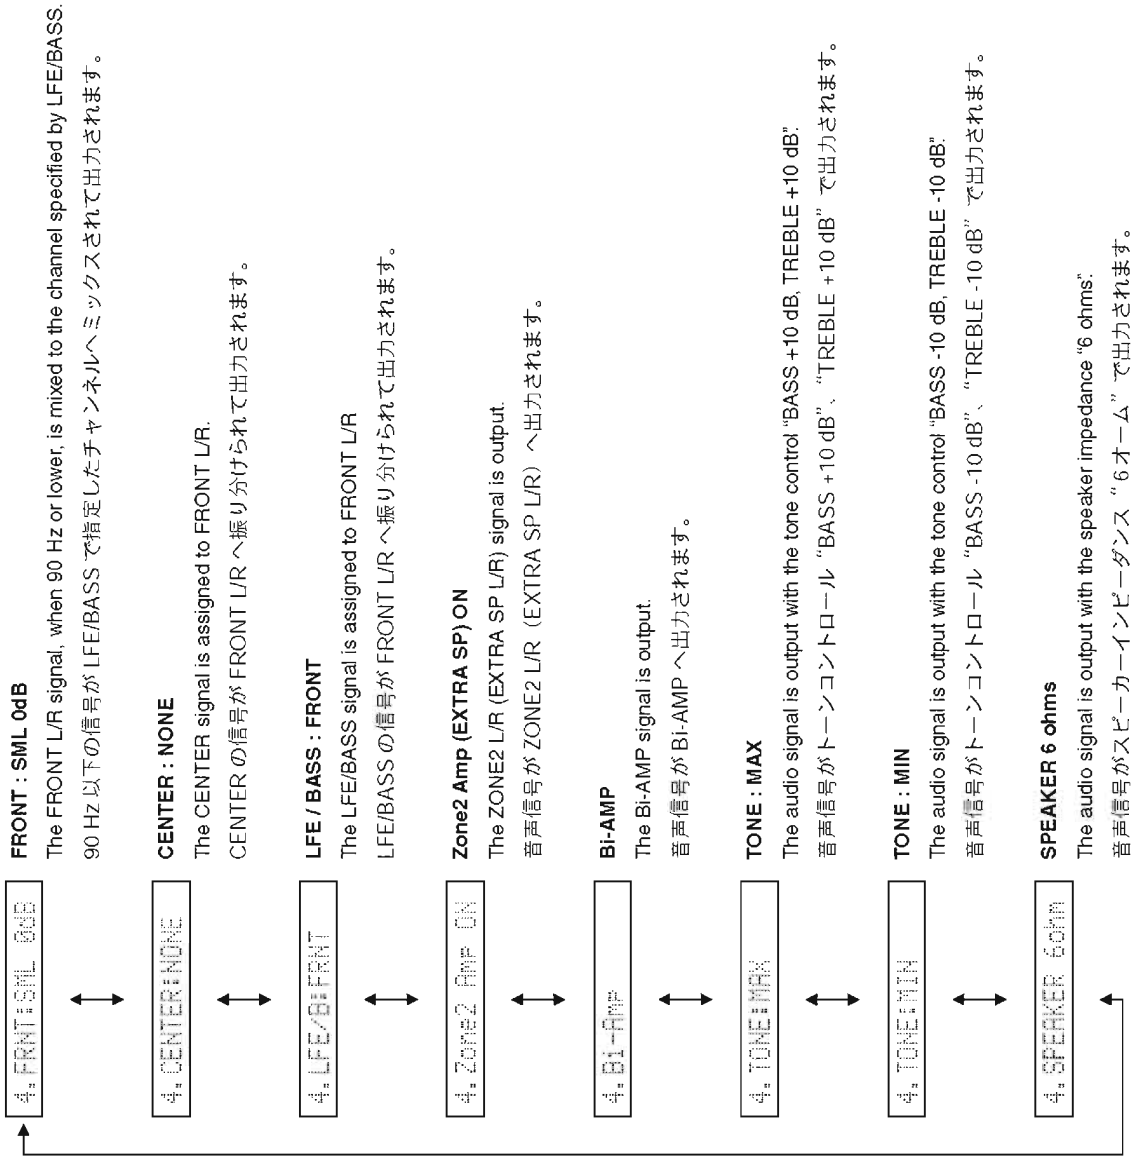 4.FRNT:SML 0dB
FRONT : SML 0dB
The FRONT L/R signal, when 90 Hz or lower, is mixed to the channel specified by LFE/BASS.
90 Hz 以下の信号が LFE/BASS で指定したチャンネルへミックスされて出力されます。
4.CENTER:NONE
CENTER : NONE
The CENTER signal is assigned to FRONT L/R.
CENTER の信号が FRONT L/R へ振り分けられて出力されます。
4.LFE/B:FRNT
LFE / BASS : FRONT
The LFE/BASS signal is assigned to FRONT L/R
LFE/BASS の信号が FRONT L/R へ振り分けられて出力されます。
4.Zone2 Amp ON
Zone2 Amp (EXTRA SP) ON
The ZONE2 L/R (EXTRA SP L/R) signal is output.
音声信号が ZONE2 L/R（EXTRA SP L/R）へ出力されます。
4.Bi-Amp
Bi-AMP
The Bi-AMP signal is output.
音声信号が Bi-AMP へ出力されます。
4.TONE:MAX
TONE : MAX
The audio signal is output with the tone control “BASS +10 dB, TREBLE +10 dB”.
音声信号がトーンコントロール“BASS +10 dB”、“TREBLE +10 dB”で出力されます。
4.TONE:MIN
TONE : MIN
The audio signal is output with the tone control “BASS -10 dB, TREBLE -10 dB”.
音声信号がトーンコントロール“BASS -10 dB”、“TREBLE -10 dB”で出力されます。
4.SPEAKER 6ohm
SPEAKER 6 ohms
The audio signal is output with the speaker impedance “6 ohms”.
音声信号がスピーカーインピーダンス“6オーム”で出力されます。